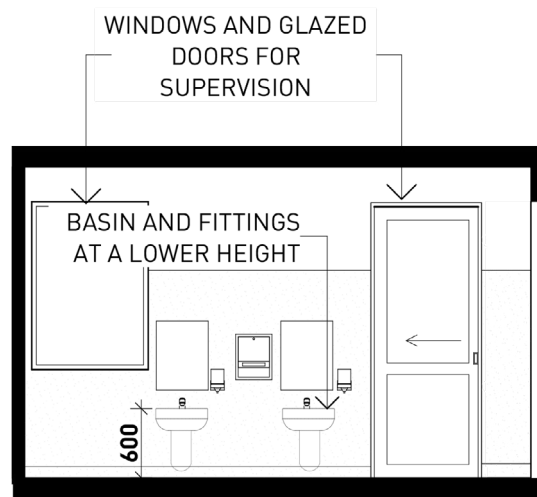 WINDOWS AND GLAZED
DOORS FOR
SUPERVISION
BASIN AND FITTINGS
AT A LOWER HEIGHT
600